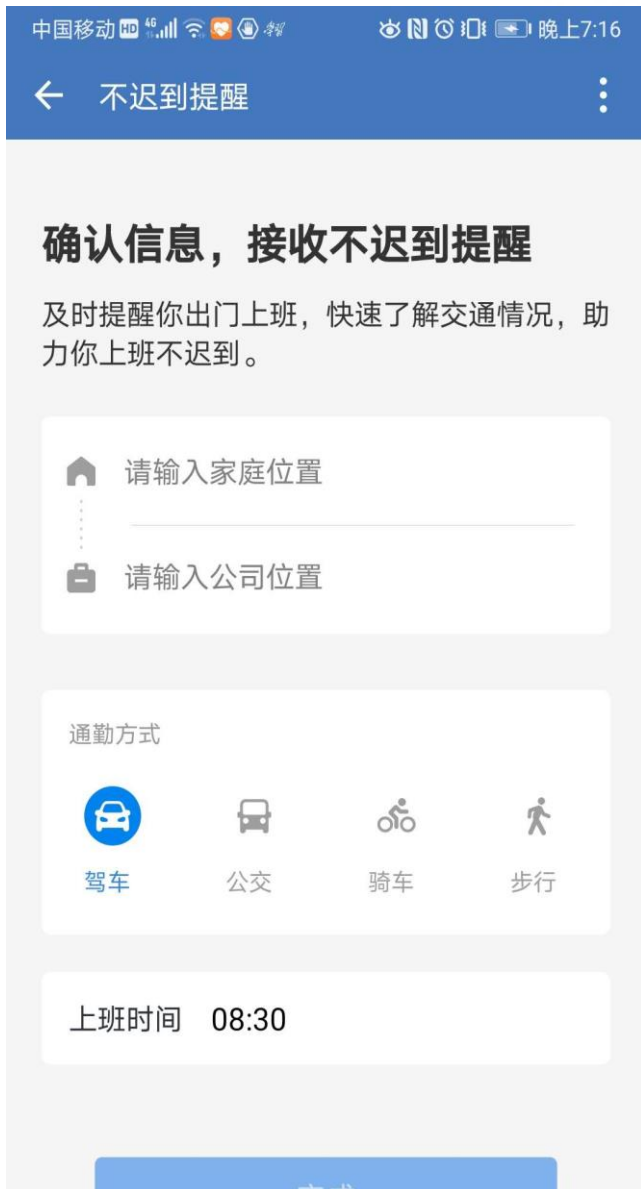 中国移动 HD 46 晚上7:16
不迟到提醒
确认信息，接收不迟到提醒
及时提醒你出门上班，快速了解交通情况，助
力你上班不迟到。
请输入家庭位置
请输入公司位置
通勤方式
驾车 公交 骑车 步行
上班时间 08:30